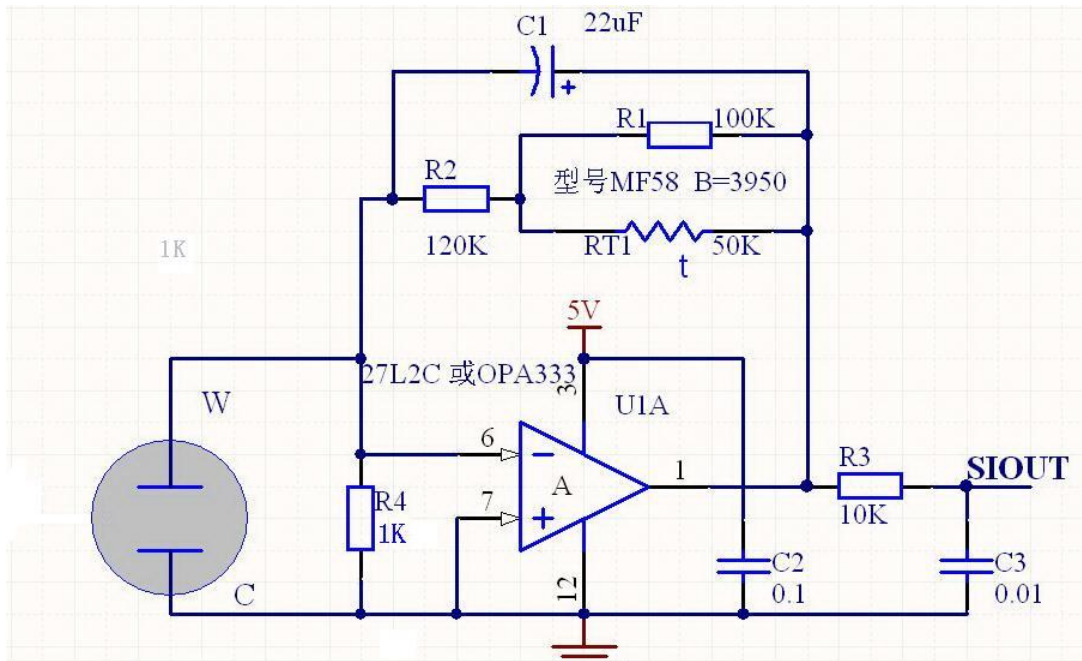 C1 22uF
R1 100K
R2
型号MF58 B=3950
1K
120K
RT1 50K
t
5V
27L2C 或OPA333
3
W
U1A
6
1
R3
SIOUT
A
7
R4
1K
10K
C2
C3
12
C
0.1
0.01